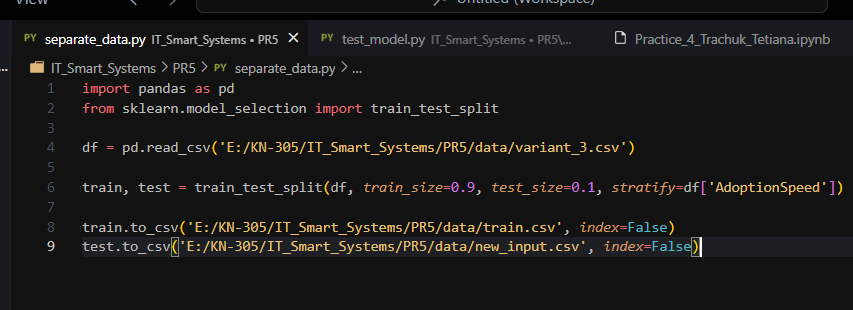 View Untitled (Workspace)
PY separate_data.py IT_Smart_Systems • PR5 × PY test_model.py IT_Smart_Systems • PR5\... Practice_4_Trachuk_Tetiana.ipynb
... IT_Smart_Systems > PR5 > PY separate_data.py > ...
1 import pandas as pd
2 from sklearn.model_selection import train_test_split
3
4 df = pd.read_csv('E:/KN-305/IT_Smart_Systems/PR5/data/variant_3.csv')
5
6 train, test = train_test_split(df, train_size=0.9, test_size=0.1, stratify=df['AdoptionSpeed'])
7
8 train.to_csv('E:/KN-305/IT_Smart_Systems/PR5/data/train.csv', index=False)
9 test.to_csv('E:/KN-305/IT_Smart_Systems/PR5/data/new_input.csv', index=False)